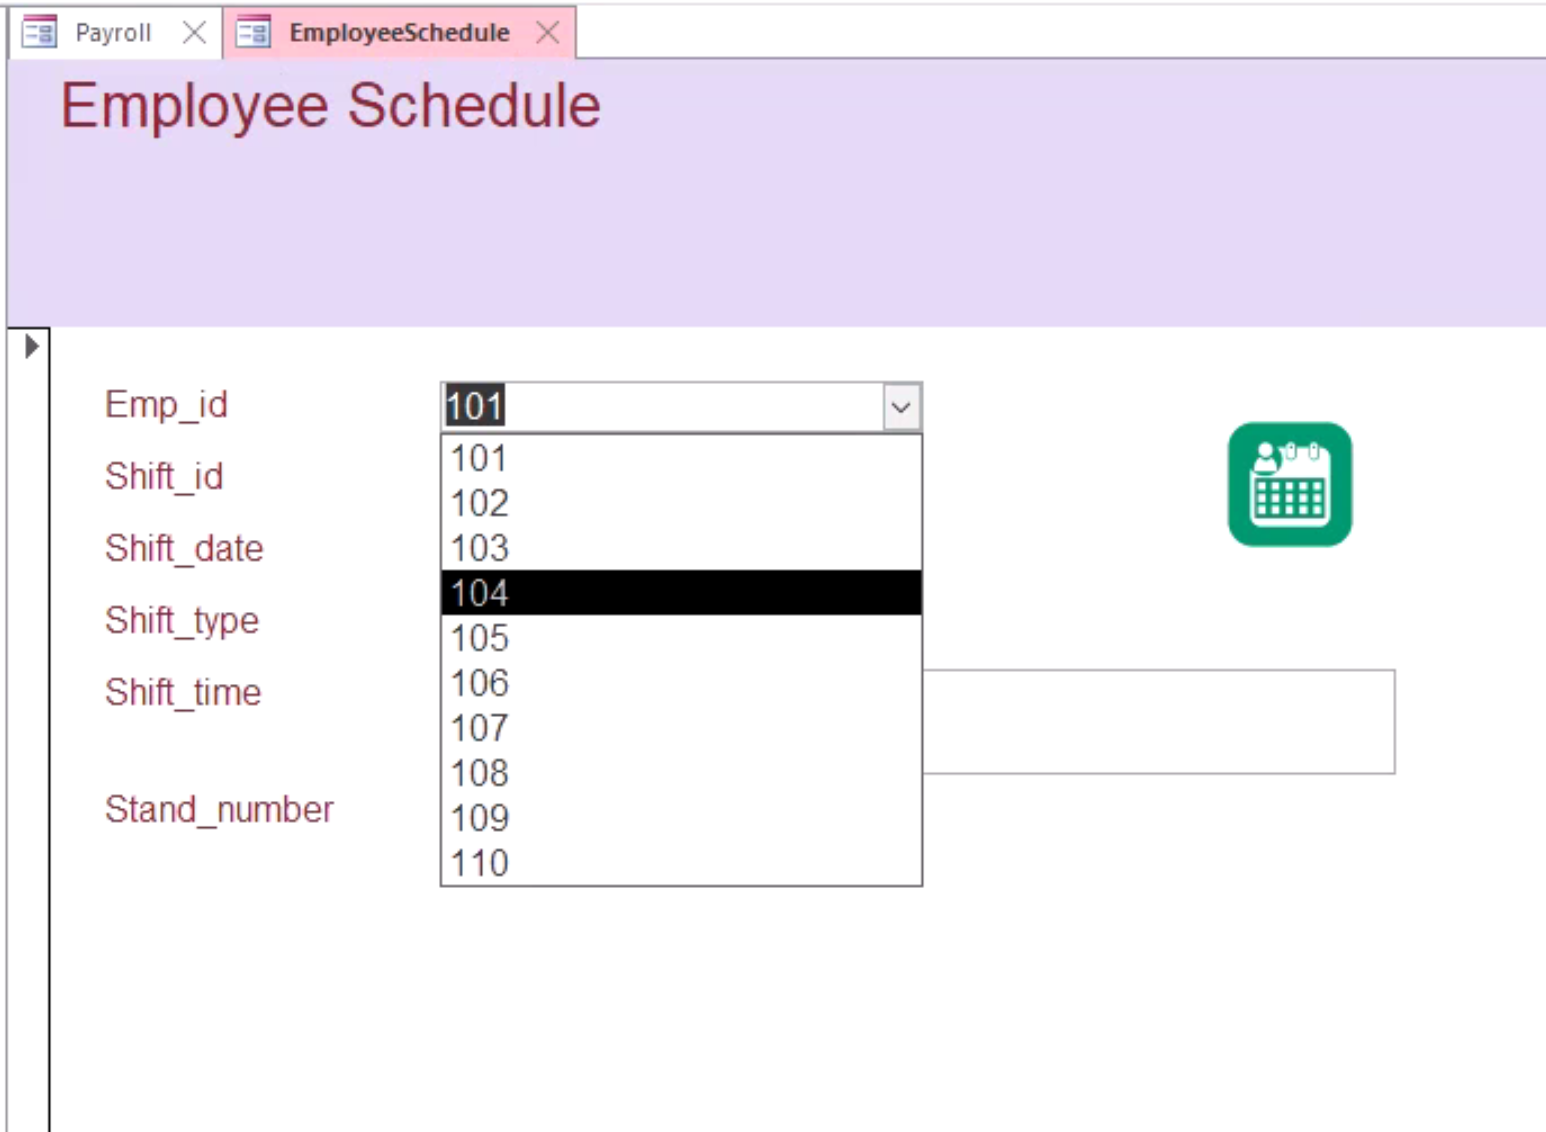 Payroll
EmployeeSchedule
Employee Schedule
Emp_id
101
Shift_id
Shift_date
Shift_type
Shift_time
Stand_number
101
102
103
104
105
106
107
108
109
110